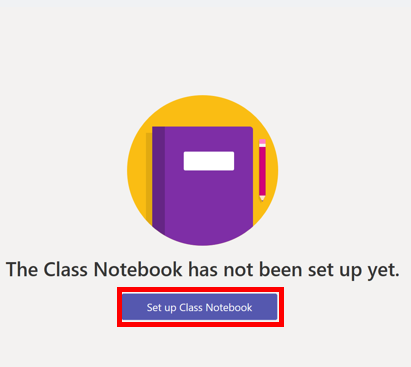 The Class Notebook has not been set up yet.
Set up Class Notebook